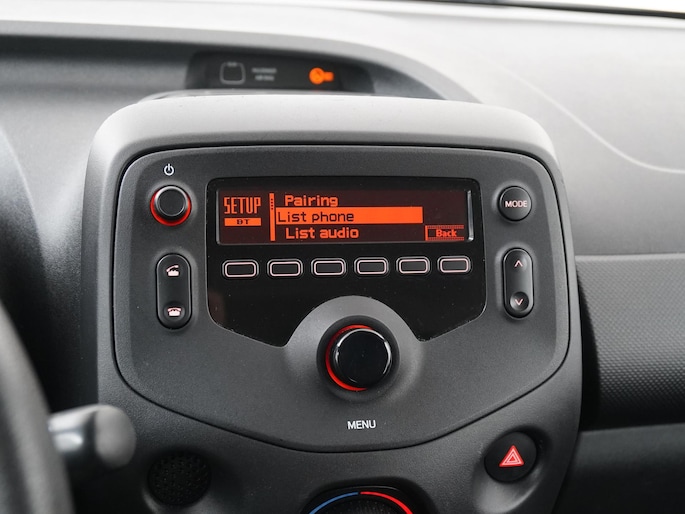 SETUP
BT
Pairing
List phone
List audio
Back
MODE
MENU